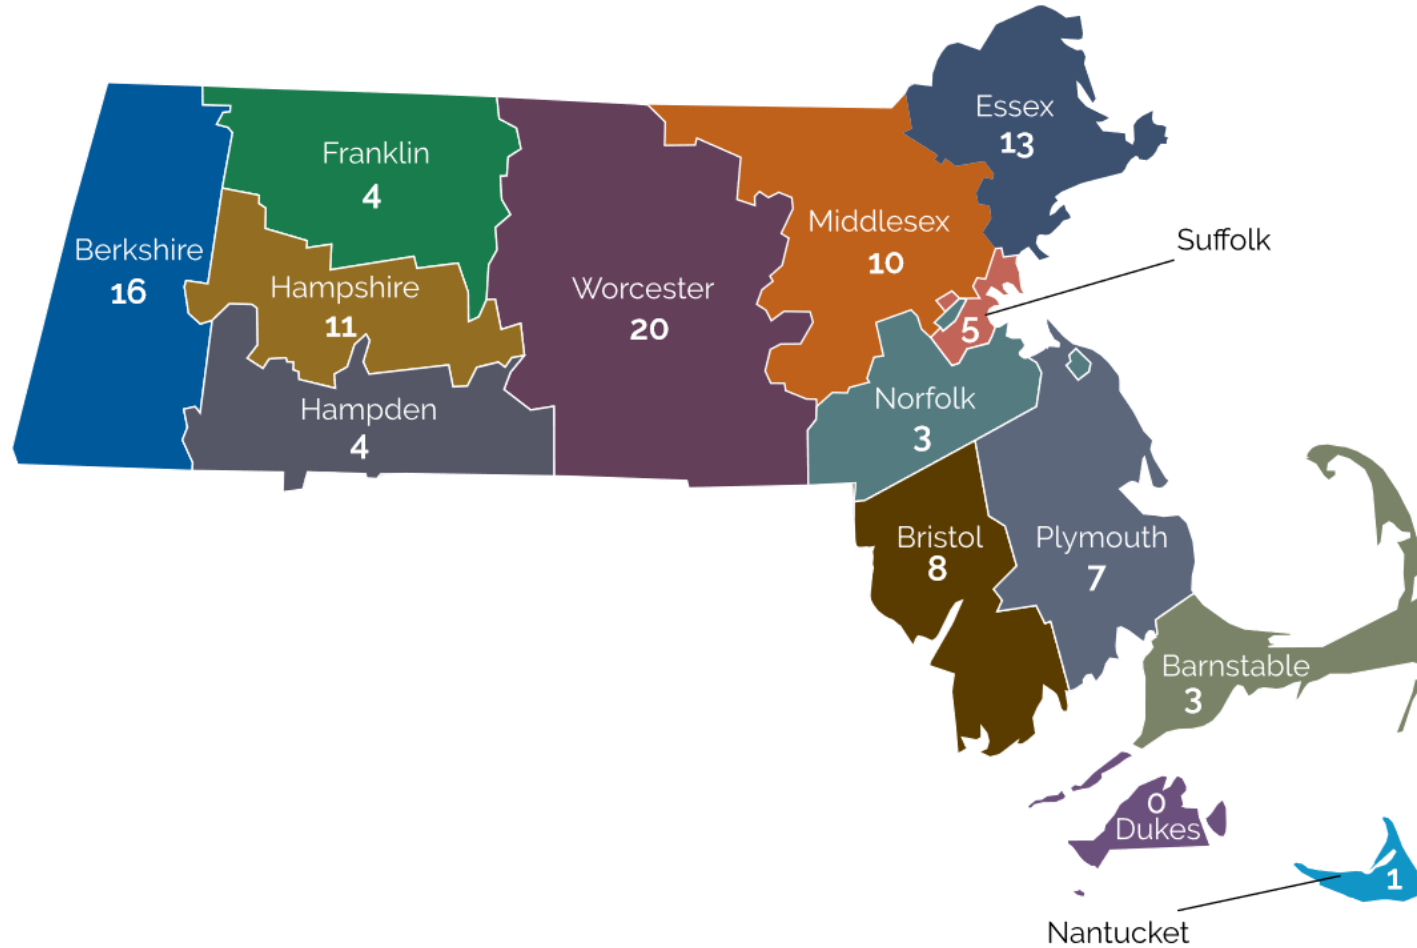 Essex
13
Franklin
4
Middlesex
10
Suffolk
5
Berkshire
16
Hampshire
11
Worcester
20
Hampden
4
Norfolk
3
Bristol
8
Plymouth
7
Barnstable
3
0
Dukes
1
Nantucket